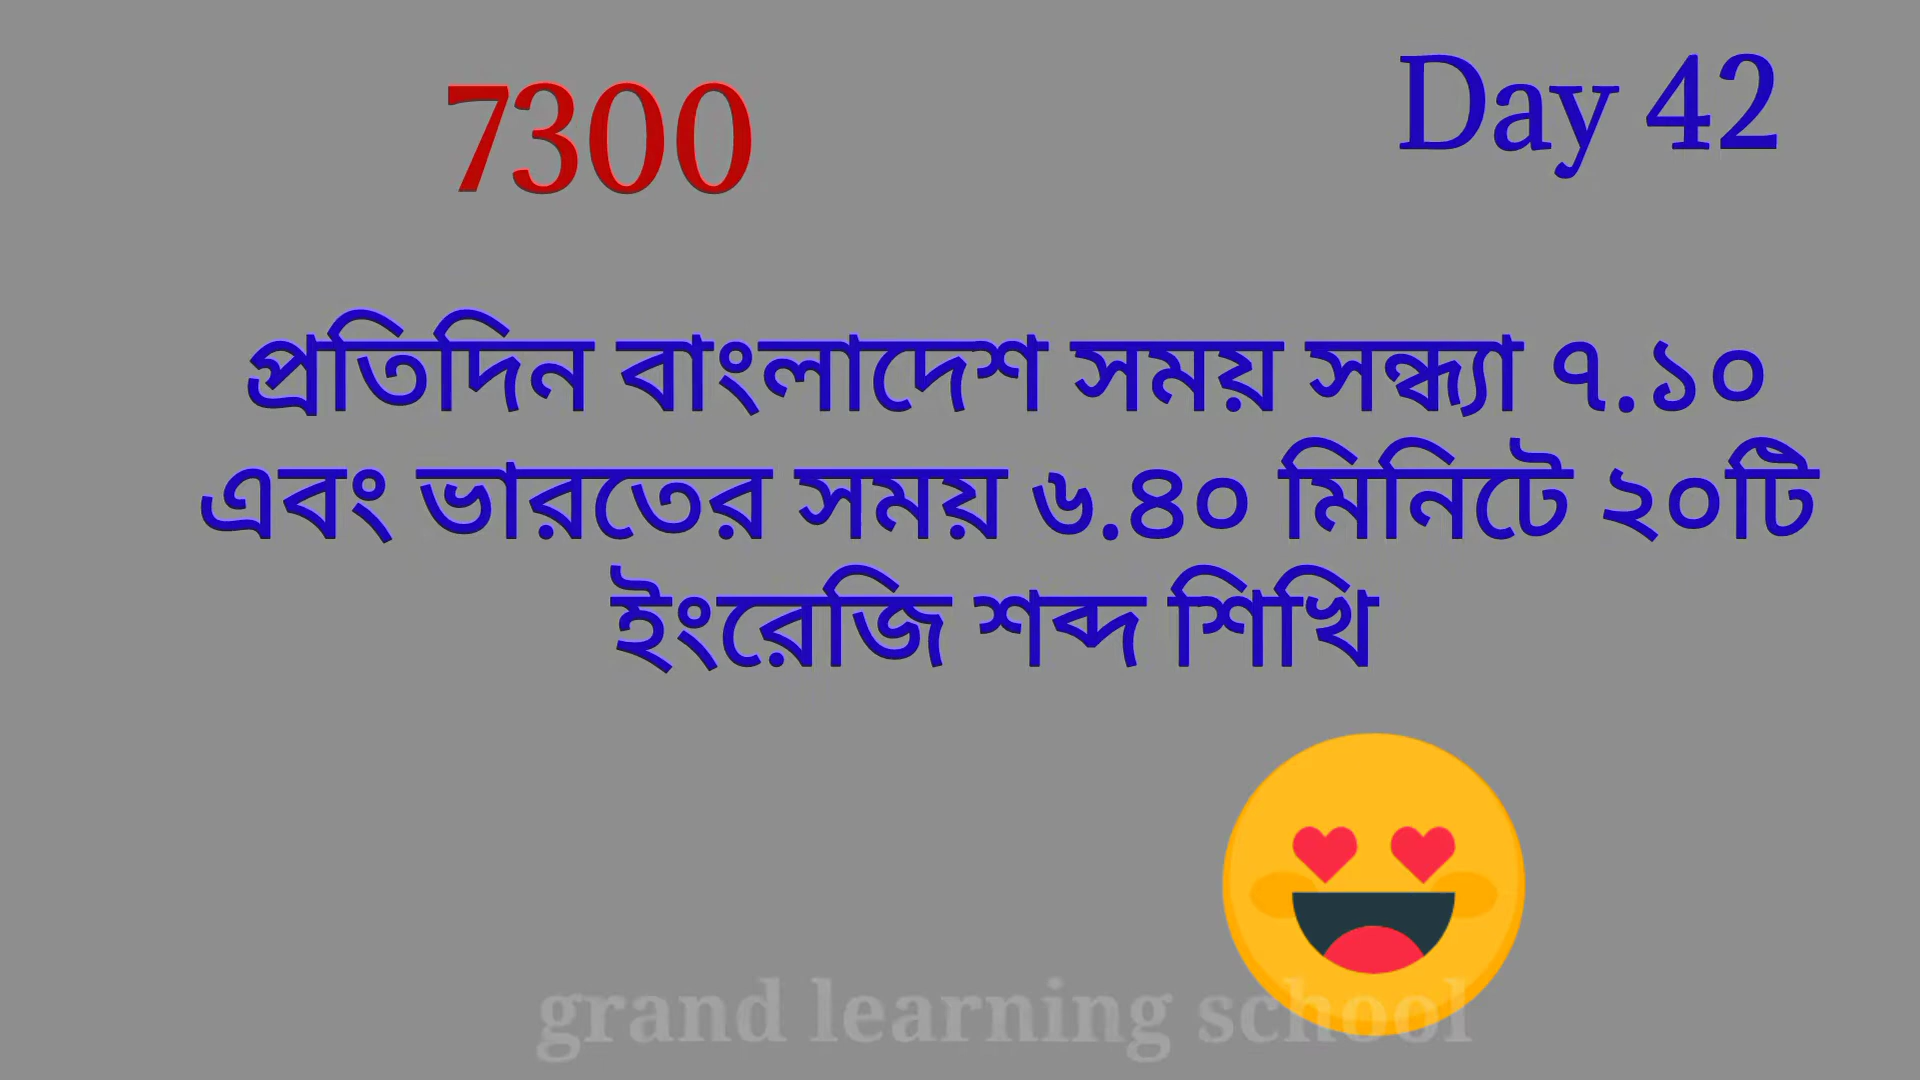 7300
Day 42
প্রতিদিন বাংলাদেশ সময় সন্ধ্যা ৭.১০
এবং ভারতের সময় ৬.৪০ মিনিটে ২০টি
ইংরেজি শব্দ শিখি
grand learning school